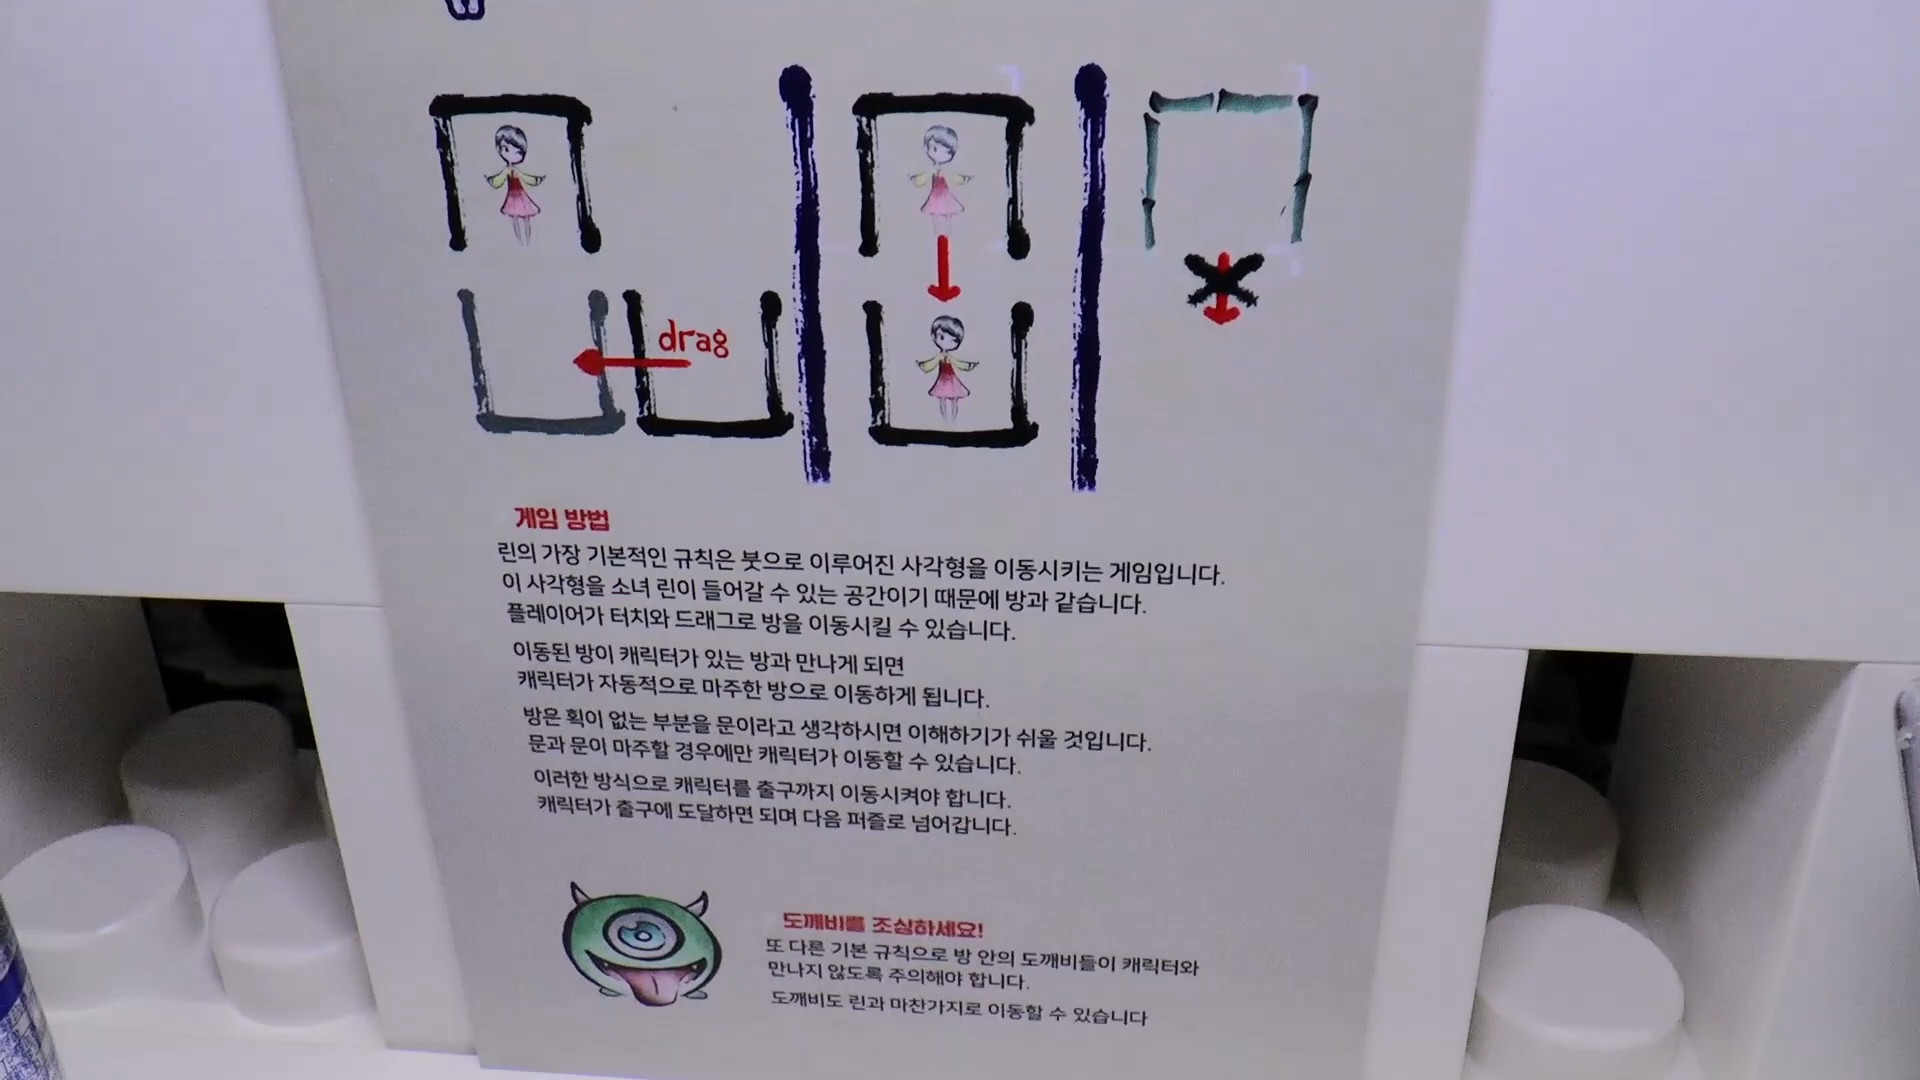 drag
게임 방법
린의 가장 기본적인 규칙은 붓으로 이루어진 사각형을 이동시키는 게임입니다.
이 사각형을 소녀 린이 들어갈 수 있는 공간이기 때문에 방과 같습니다.
플레이어가 터치와 드래그로 방을 이동시킬 수 있습니다.
이동된 방이 캐릭터가 있는 방과 만나게 되면
캐릭터가 자동적으로 마주한 방으로 이동하게 됩니다.
방은 획이 없는 부분을 문이라고 생각하시면 이해하기가 쉬울 것입니다.
문과 문이 마주할 경우에만 캐릭터가 이동할 수 있습니다.
이러한 방식으로 캐릭터를 출구까지 이동시켜야 합니다.
캐릭터가 출구에 도달하면 되며 다음 퍼즐로 넘어갑니다.
도깨비를 조심하세요!
또 다른 기본 규칙으로 방 안의 도깨비들이 캐릭터와
만나지 않도록 주의해야 합니다.
도깨비도 린과 마찬가지로 이동할 수 있습니다